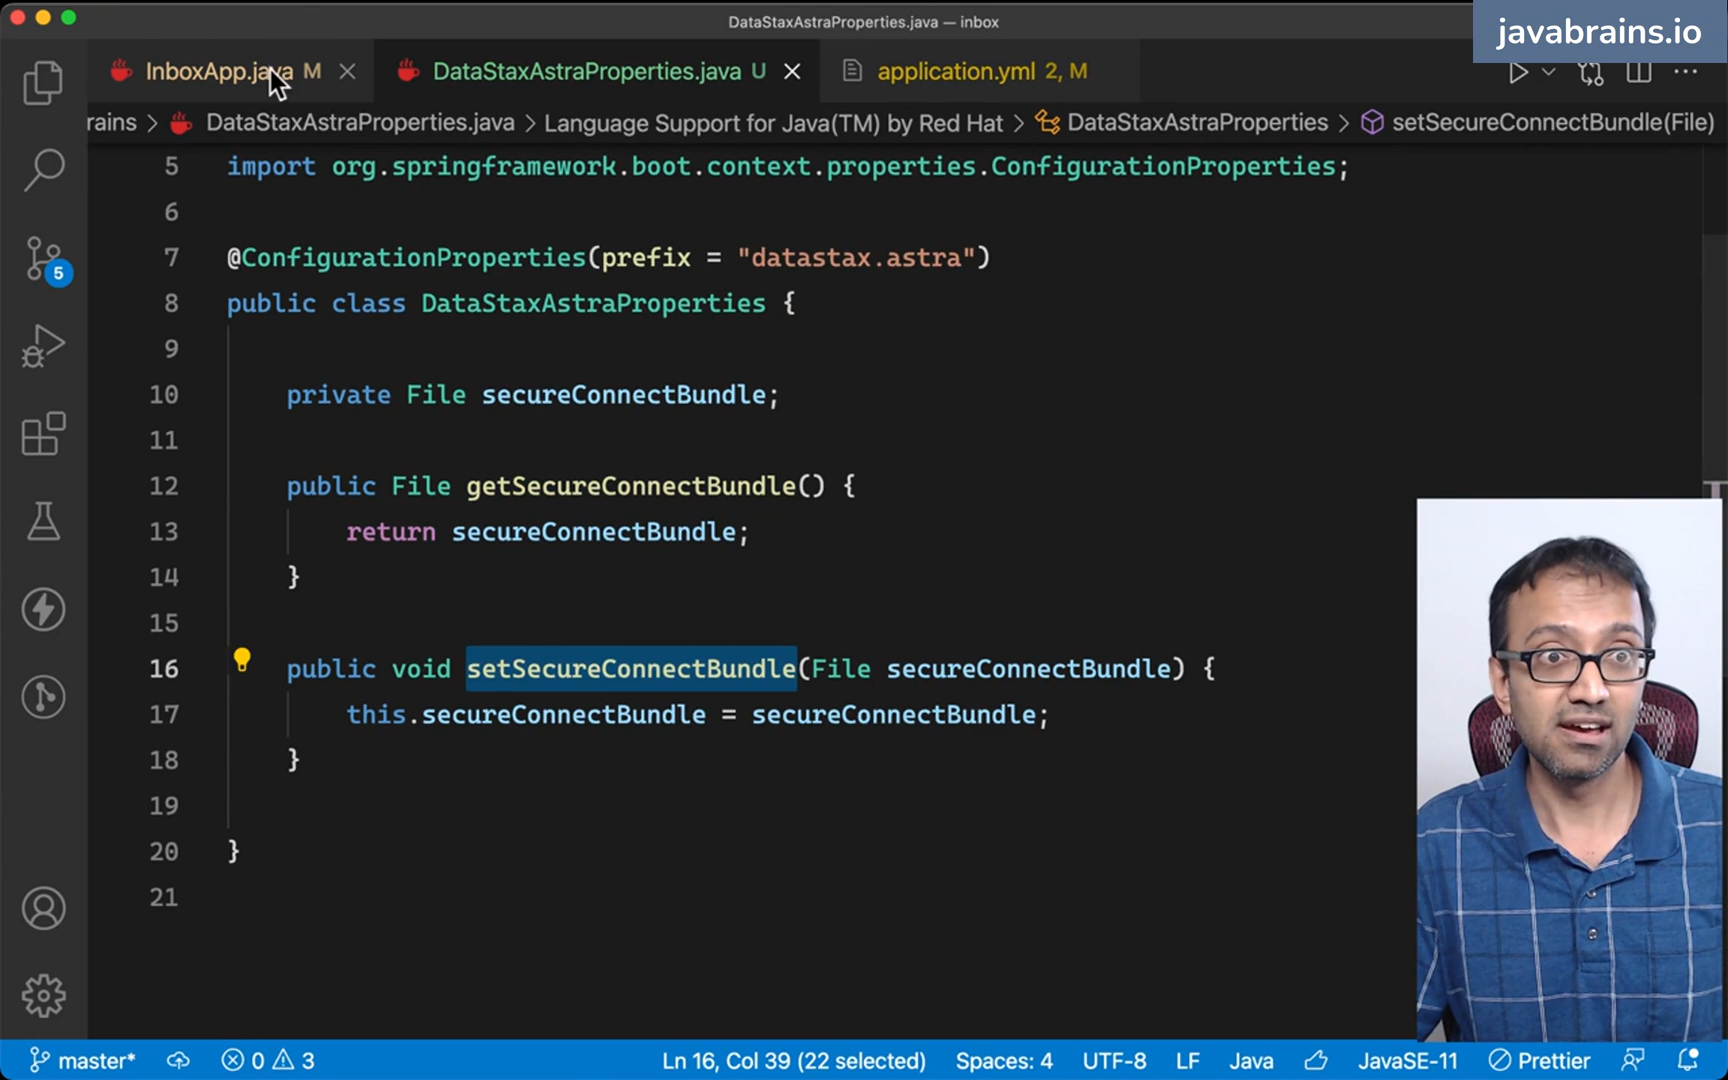 DataStaxAstraProperties.java — inbox
javabrains.io
InboxApp.java M
DataStaxAstraProperties.java U
application.yml 2, M
rains > DataStaxAstraProperties.java > Language Support for Java(TM) by Red Hat > DataStaxAstraProperties > setSecureConnectBundle(File)
5 import org.springframework.boot.context.properties.ConfigurationProperties;
6
7 @ConfigurationProperties(prefix = "datastax.astra")
8 public class DataStaxAstraProperties {
9
10 private File secureConnectBundle;
11
12 public File getSecureConnectBundle() {
13 return secureConnectBundle;
14 }
15
16 public void setSecureConnectBundle(File secureConnectBundle) {
17 this.secureConnectBundle = secureConnectBundle;
18 }
19
20 }
21
5
master* 0 3 Ln 16, Col 39 (22 selected) Spaces: 4 UTF-8 LF Java JavaSE-11 Prettier